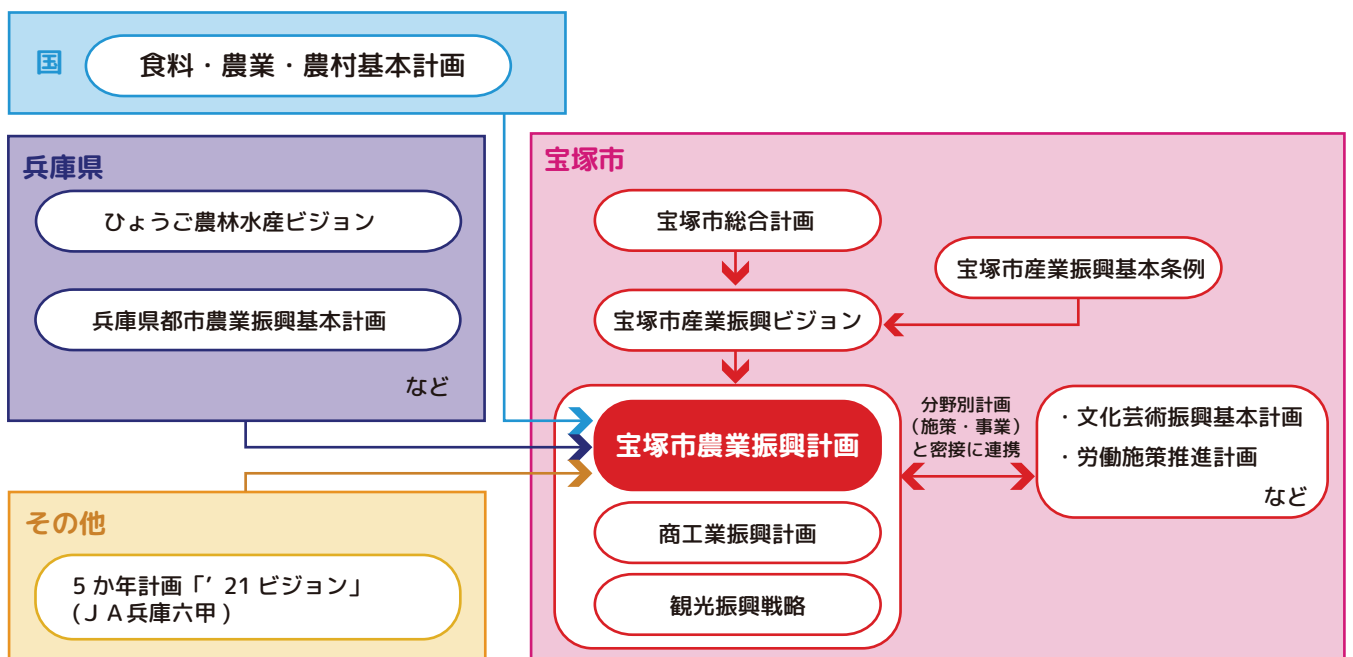 国
食料・農業・農村基本計画
兵庫県
ひょうご農林水産ビジョン
兵庫県都市農業振興基本計画
など
その他
5か年計画「’21ビジョン」
(ＪＡ兵庫六甲)
宝塚市
宝塚市総合計画
宝塚市産業振興基本条例
宝塚市産業振興ビジョン
宝塚市農業振興計画
商工業振興計画
観光振興戦略
分野別計画
（施策・事業）
と密接に連携
・文化芸術振興基本計画
・労働施策推進計画
など